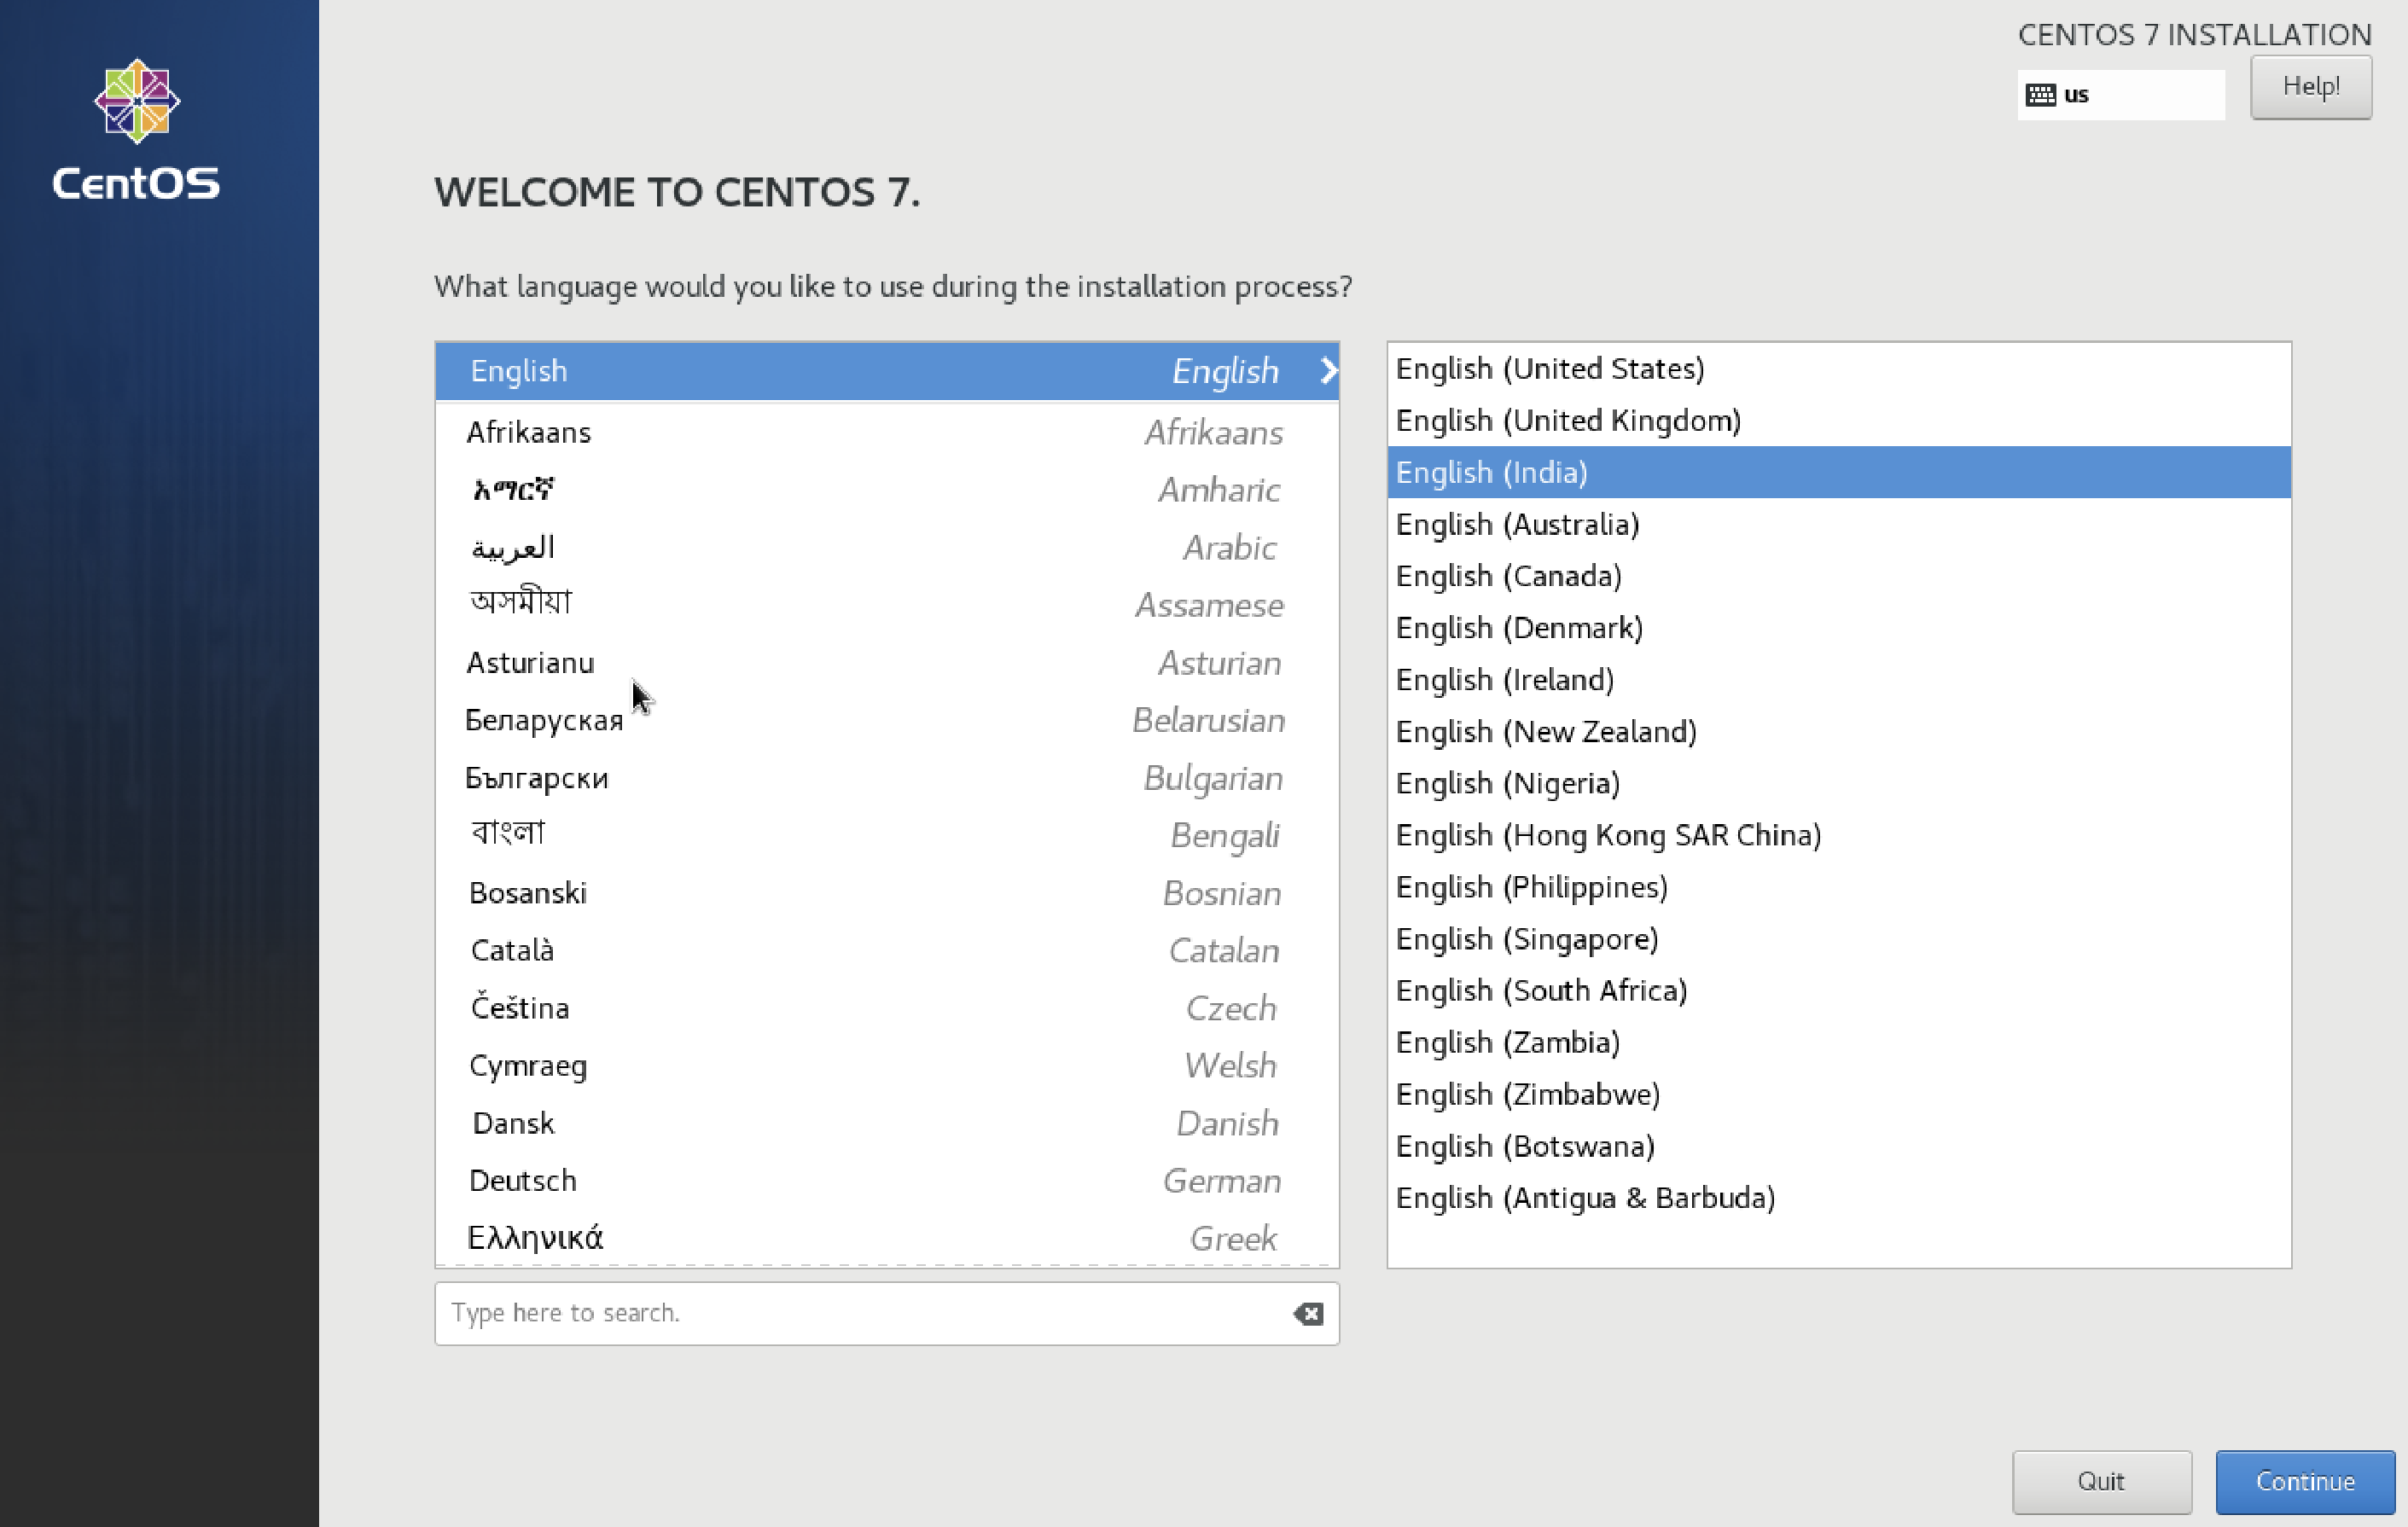 CentOS
CENTOS 7 INSTALLATION
us
Help!
WELCOME TO CENTOS 7.
What language would you like to use during the installation process?
English English
Afrikaans Afrikaans
አማርኛ Amharic
العربية Arabic
অসমীয়া Assamese
Asturianu Asturian
Беларуская Belarusian
Български Bulgarian
বাংলা Bengali
Bosanski Bosnian
Català Catalan
Čeština Czech
Cymraeg Welsh
Dansk Danish
Deutsch German
Ελληνικά Greek
Type here to search.
English (United States)
English (United Kingdom)
English (India)
English (Australia)
English (Canada)
English (Denmark)
English (Ireland)
English (New Zealand)
English (Nigeria)
English (Hong Kong SAR China)
English (Philippines)
English (Singapore)
English (South Africa)
English (Zambia)
English (Zimbabwe)
English (Botswana)
English (Antigua & Barbuda)
Quit
Continue